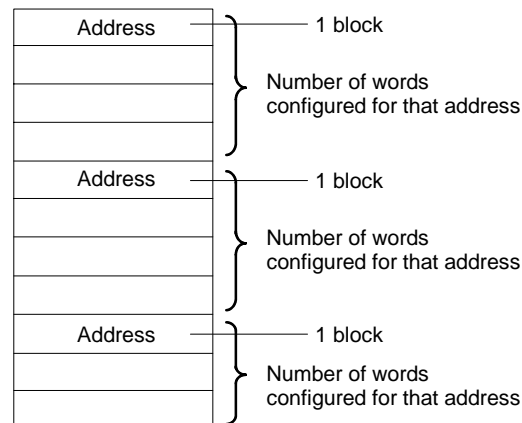 Address
1 block
Number of words
configured for that address
Address
1 block
Number of words
configured for that address
Address
1 block
Number of words
configured for that address